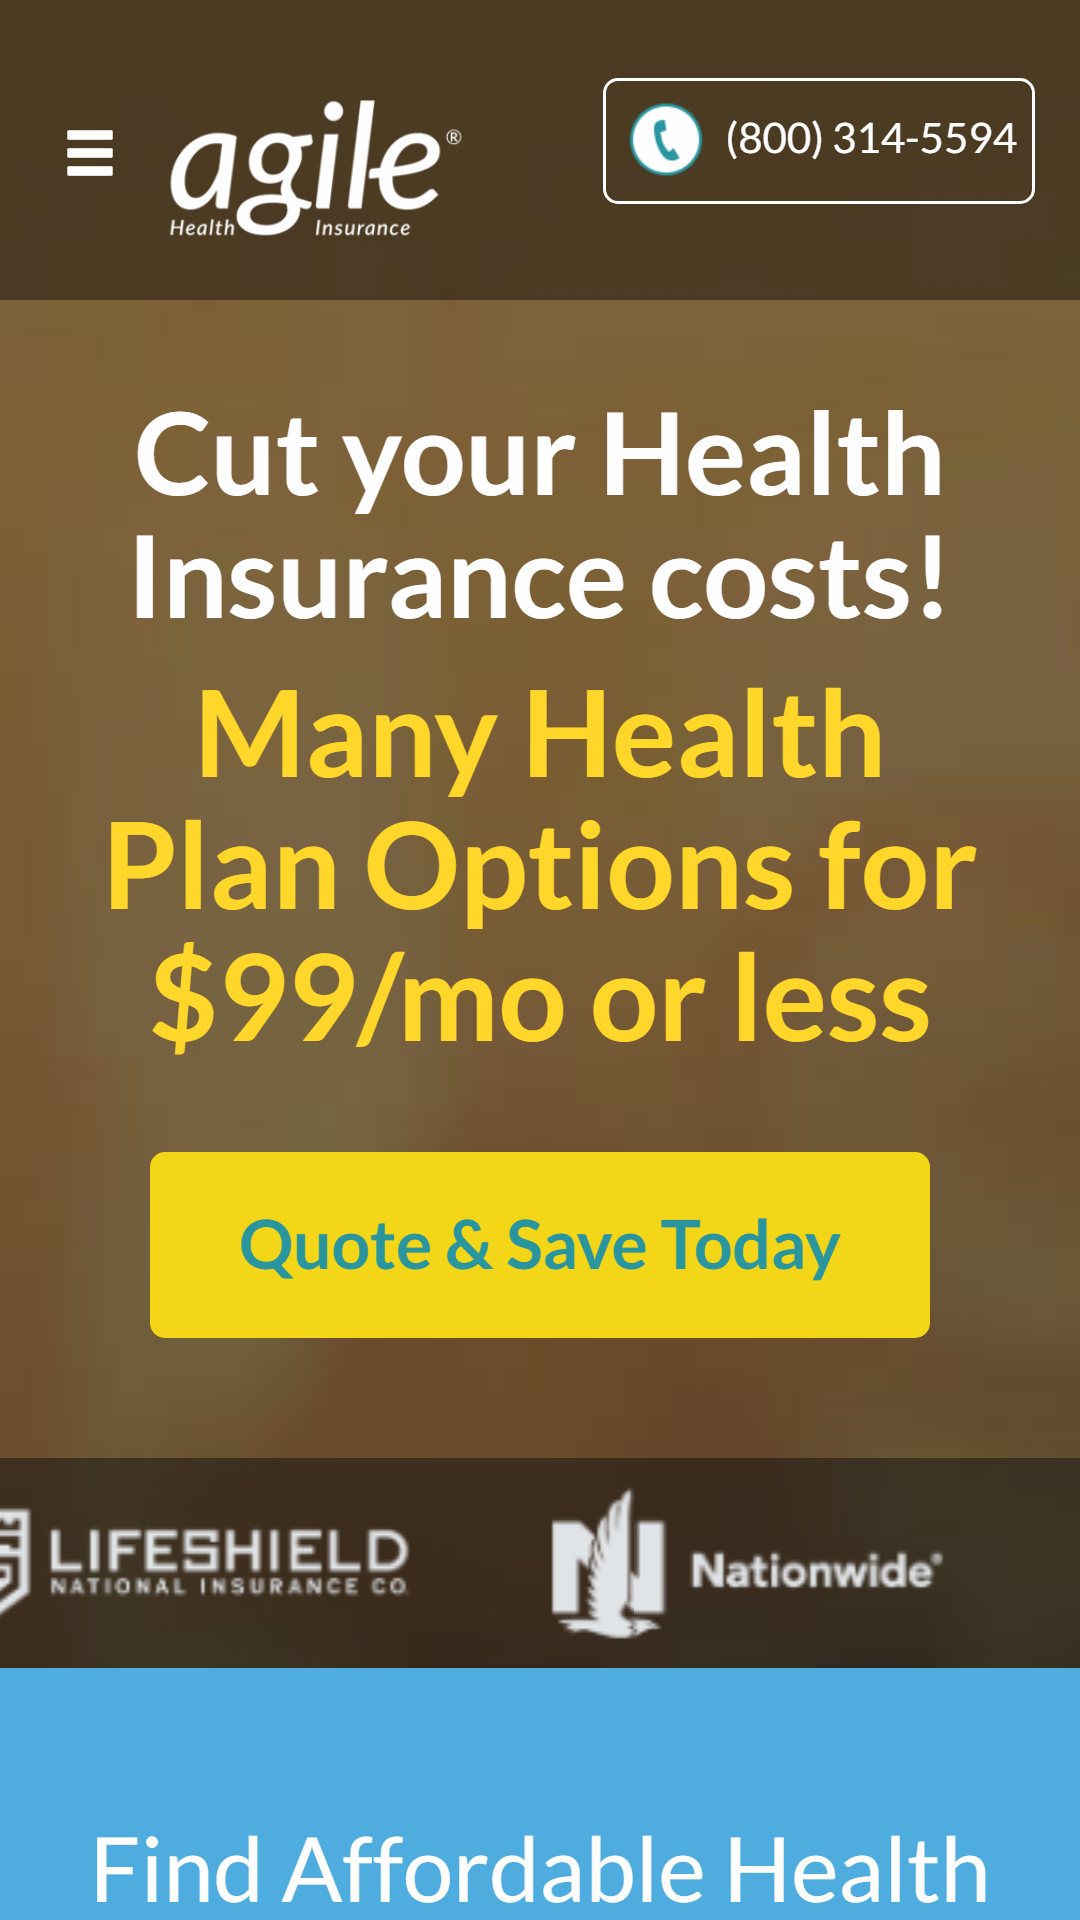 agile®
Health Insurance
(800) 314-5594
Cut your Health
Insurance costs!
Many Health
Plan Options for
$99/mo or less
Quote & Save Today
LIFESHIELD
NATIONAL INSURANCE CO.
Nationwide®
Find Affordable Health